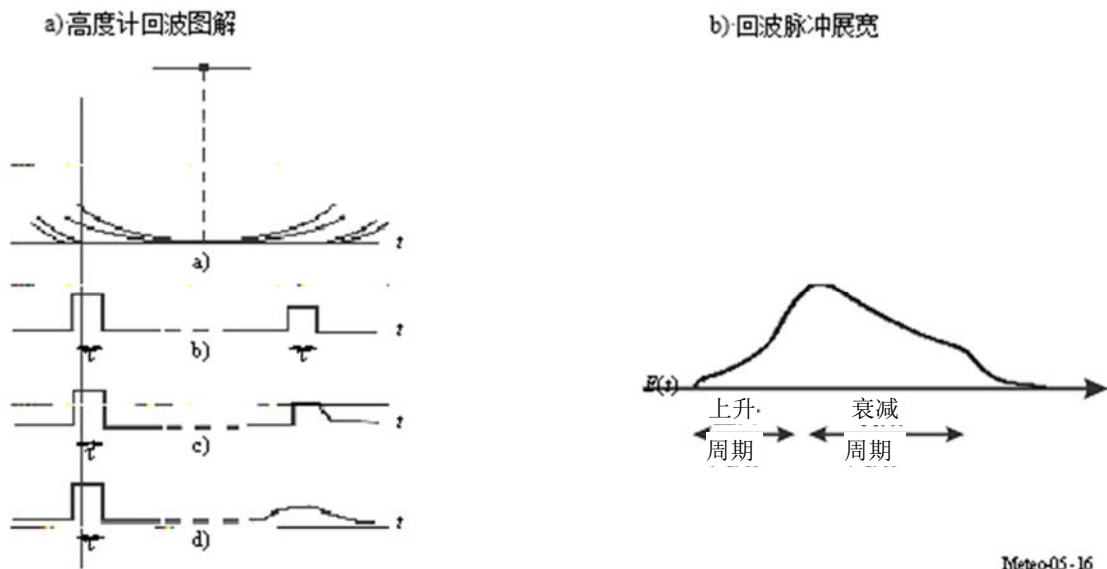 a) 高度计回波图解
b) 回波脉冲展宽
t
a)
t
b)
τ
τ
t
c)
τ
t
d)
τ
E(t)
上升
衰减
周期
周期
Meteo-05-16